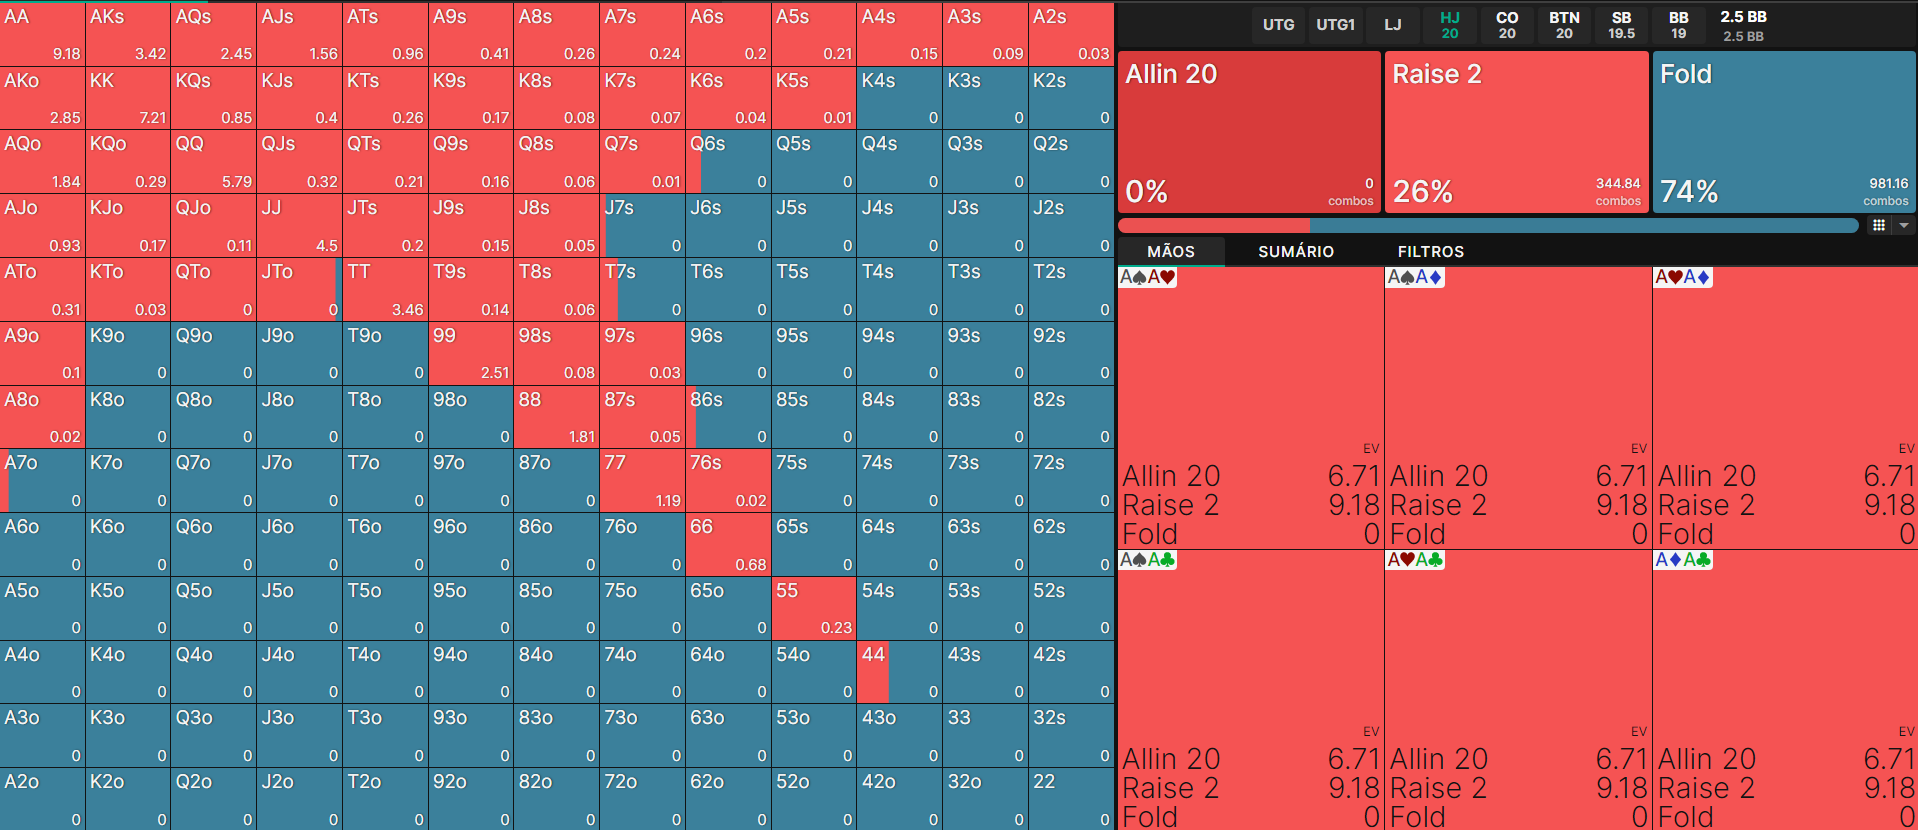 AA AKs AQs AJs ATs A9s A8s A7s A6s A5s A4s A3s A2s
9.18 3.42 2.45 1.56 0.96 0.41 0.26 0.24 0.2 0.21 0.15 0.09 0.03
AKo KK KQs KJs KTs K9s K8s K7s K6s K5s K4s K3s K2s
2.85 7.21 0.85 0.4 0.26 0.17 0.08 0.07 0.04 0.01 0 0 0
AQo KQo QQ QJs QTs Q9s Q8s Q7s Q6s Q5s Q4s Q3s Q2s
1.84 0.29 5.79 0.32 0.21 0.16 0.06 0.01 0 0 0 0 0
AJo KJo QJo JJ JTs J9s J8s J7s J6s J5s J4s J3s J2s
0.93 0.17 0.11 4.5 0.2 0.15 0.05 0 0 0 0 0 0
ATo KTo QTo JTo TT T9s T8s T7s T6s T5s T4s T3s T2s
0.31 0.03 0 0 3.46 0.14 0.06 0 0 0 0 0 0
A9o K9o Q9o J9o T9o 99 98s 97s 96s 95s 94s 93s 92s
0.1 0 0 0 0 2.51 0.08 0.03 0 0 0 0 0
A8o K8o Q8o J8o T8o 98o 88 87s 86s 85s 84s 83s 82s
0.02 0 0 0 0 0 1.81 0.05 0 0 0 0 0
A7o K7o Q7o J7o T7o 97o 87o 77 76s 75s 74s 73s 72s
0 0 0 0 0 0 0 1.19 0.02 0 0 0 0
A6o K6o Q6o J6o T6o 96o 86o 76o 66 65s 64s 63s 62s
0 0 0 0 0 0 0 0 0.68 0 0 0 0
A5o K5o Q5o J5o T5o 95o 85o 75o 65o 55 54s 53s 52s
0 0 0 0 0 0 0 0 0 0.23 0 0 0
A4o K4o Q4o J4o T4o 94o 84o 74o 64o 54o 44 43s 42s
0 0 0 0 0 0 0 0 0 0 0 0 0
A3o K3o Q3o J3o T3o 93o 83o 73o 63o 53o 43o 33 32s
0 0 0 0 0 0 0 0 0 0 0 0 0
A2o K2o Q2o J2o T2o 92o 82o 72o 62o 52o 42o 32o 22
0 0 0 0 0 0 0 0 0 0 0 0 0
UTG UTG1 LJ HJ CO BTN SB BB 2.5 BB
20 20 20 19.5 19 2.5 BB
Allin 20 Raise 2 Fold
0 344.84 981.16
0% combos 26% combos 74% combos
MÃOS SUMÁRIO FILTROS
A♠A♥ A♠A♦ A♥A♦
EV EV EV
Allin 20 6.71 Allin 20 6.71 Allin 20 6.71
Raise 2 9.18 Raise 2 9.18 Raise 2 9.18
Fold 0 Fold 0 Fold 0
A♠A♣ A♥A♣ A♦A♣
EV EV EV
Allin 20 6.71 Allin 20 6.71 Allin 20 6.71
Raise 2 9.18 Raise 2 9.18 Raise 2 9.18
Fold 0 Fold 0 Fold 0